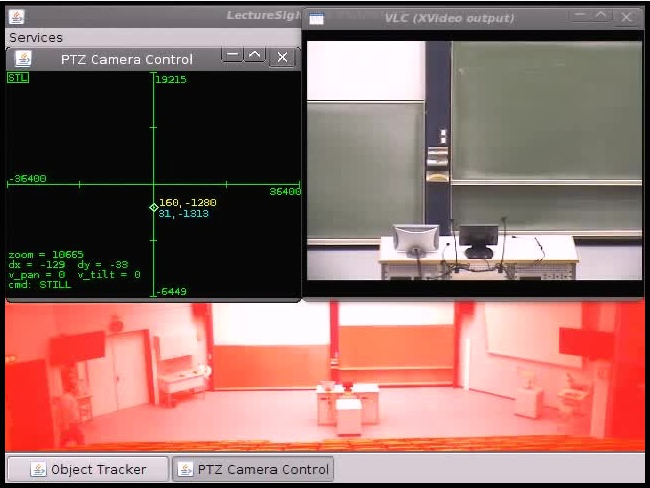 LectureSigh
VLC (XVideo output)
Services
PTZ Camera Control
STL
19215
-36400
36400
160, -1280
31, -1313
zoom = 10665
dx = -129 dy = -33
v_pan = 0 v_tilt = 0
cmd: STILL
-6449
Object Tracker
PTZ Camera Control